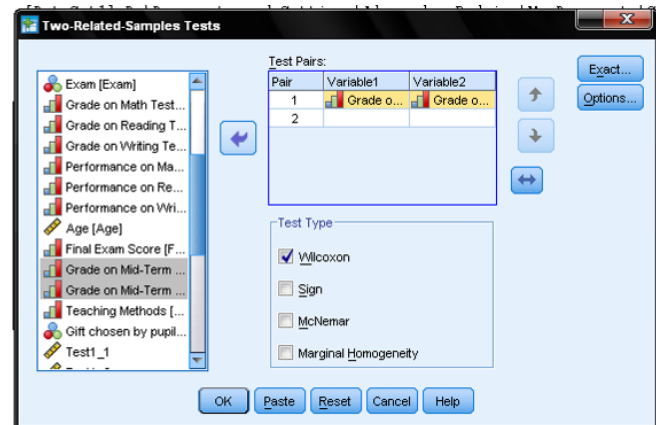 Two-Related-Samples Tests
Test Pairs:
Pair Variable1 Variable2
1 Grade o... Grade o...
2
Exact...
Options...
Exam [Exam]
Grade on Math Test...
Grade on Reading T...
Grade on Writing Te...
Performance on Ma...
Performance on Re...
Performance on Wri...
Age [Age]
Final Exam Score [F...
Grade on Mid-Term ...
Grade on Mid-Term ...
Teaching Methods [...
Gift chosen by pupil...
Test1_1
Test Type
Wilcoxon
Sign
McNemar
Marginal Homogeneity
OK Paste Reset Cancel Help